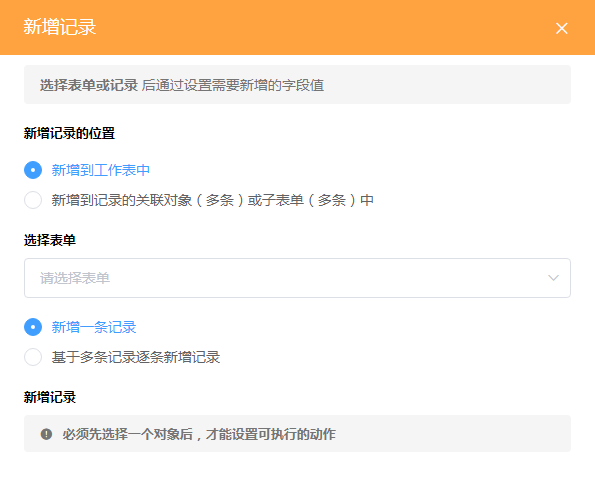 新增记录
选择表单或记录 后通过设置需要新增的字段值
新增记录的位置
新增到工作表中
新增到记录的关联对象（多条）或子表单（多条）中
选择表单
请选择表单
新增一条记录
基于多条记录逐条新增记录
新增记录
必须先选择一个对象后，才能设置可执行的动作